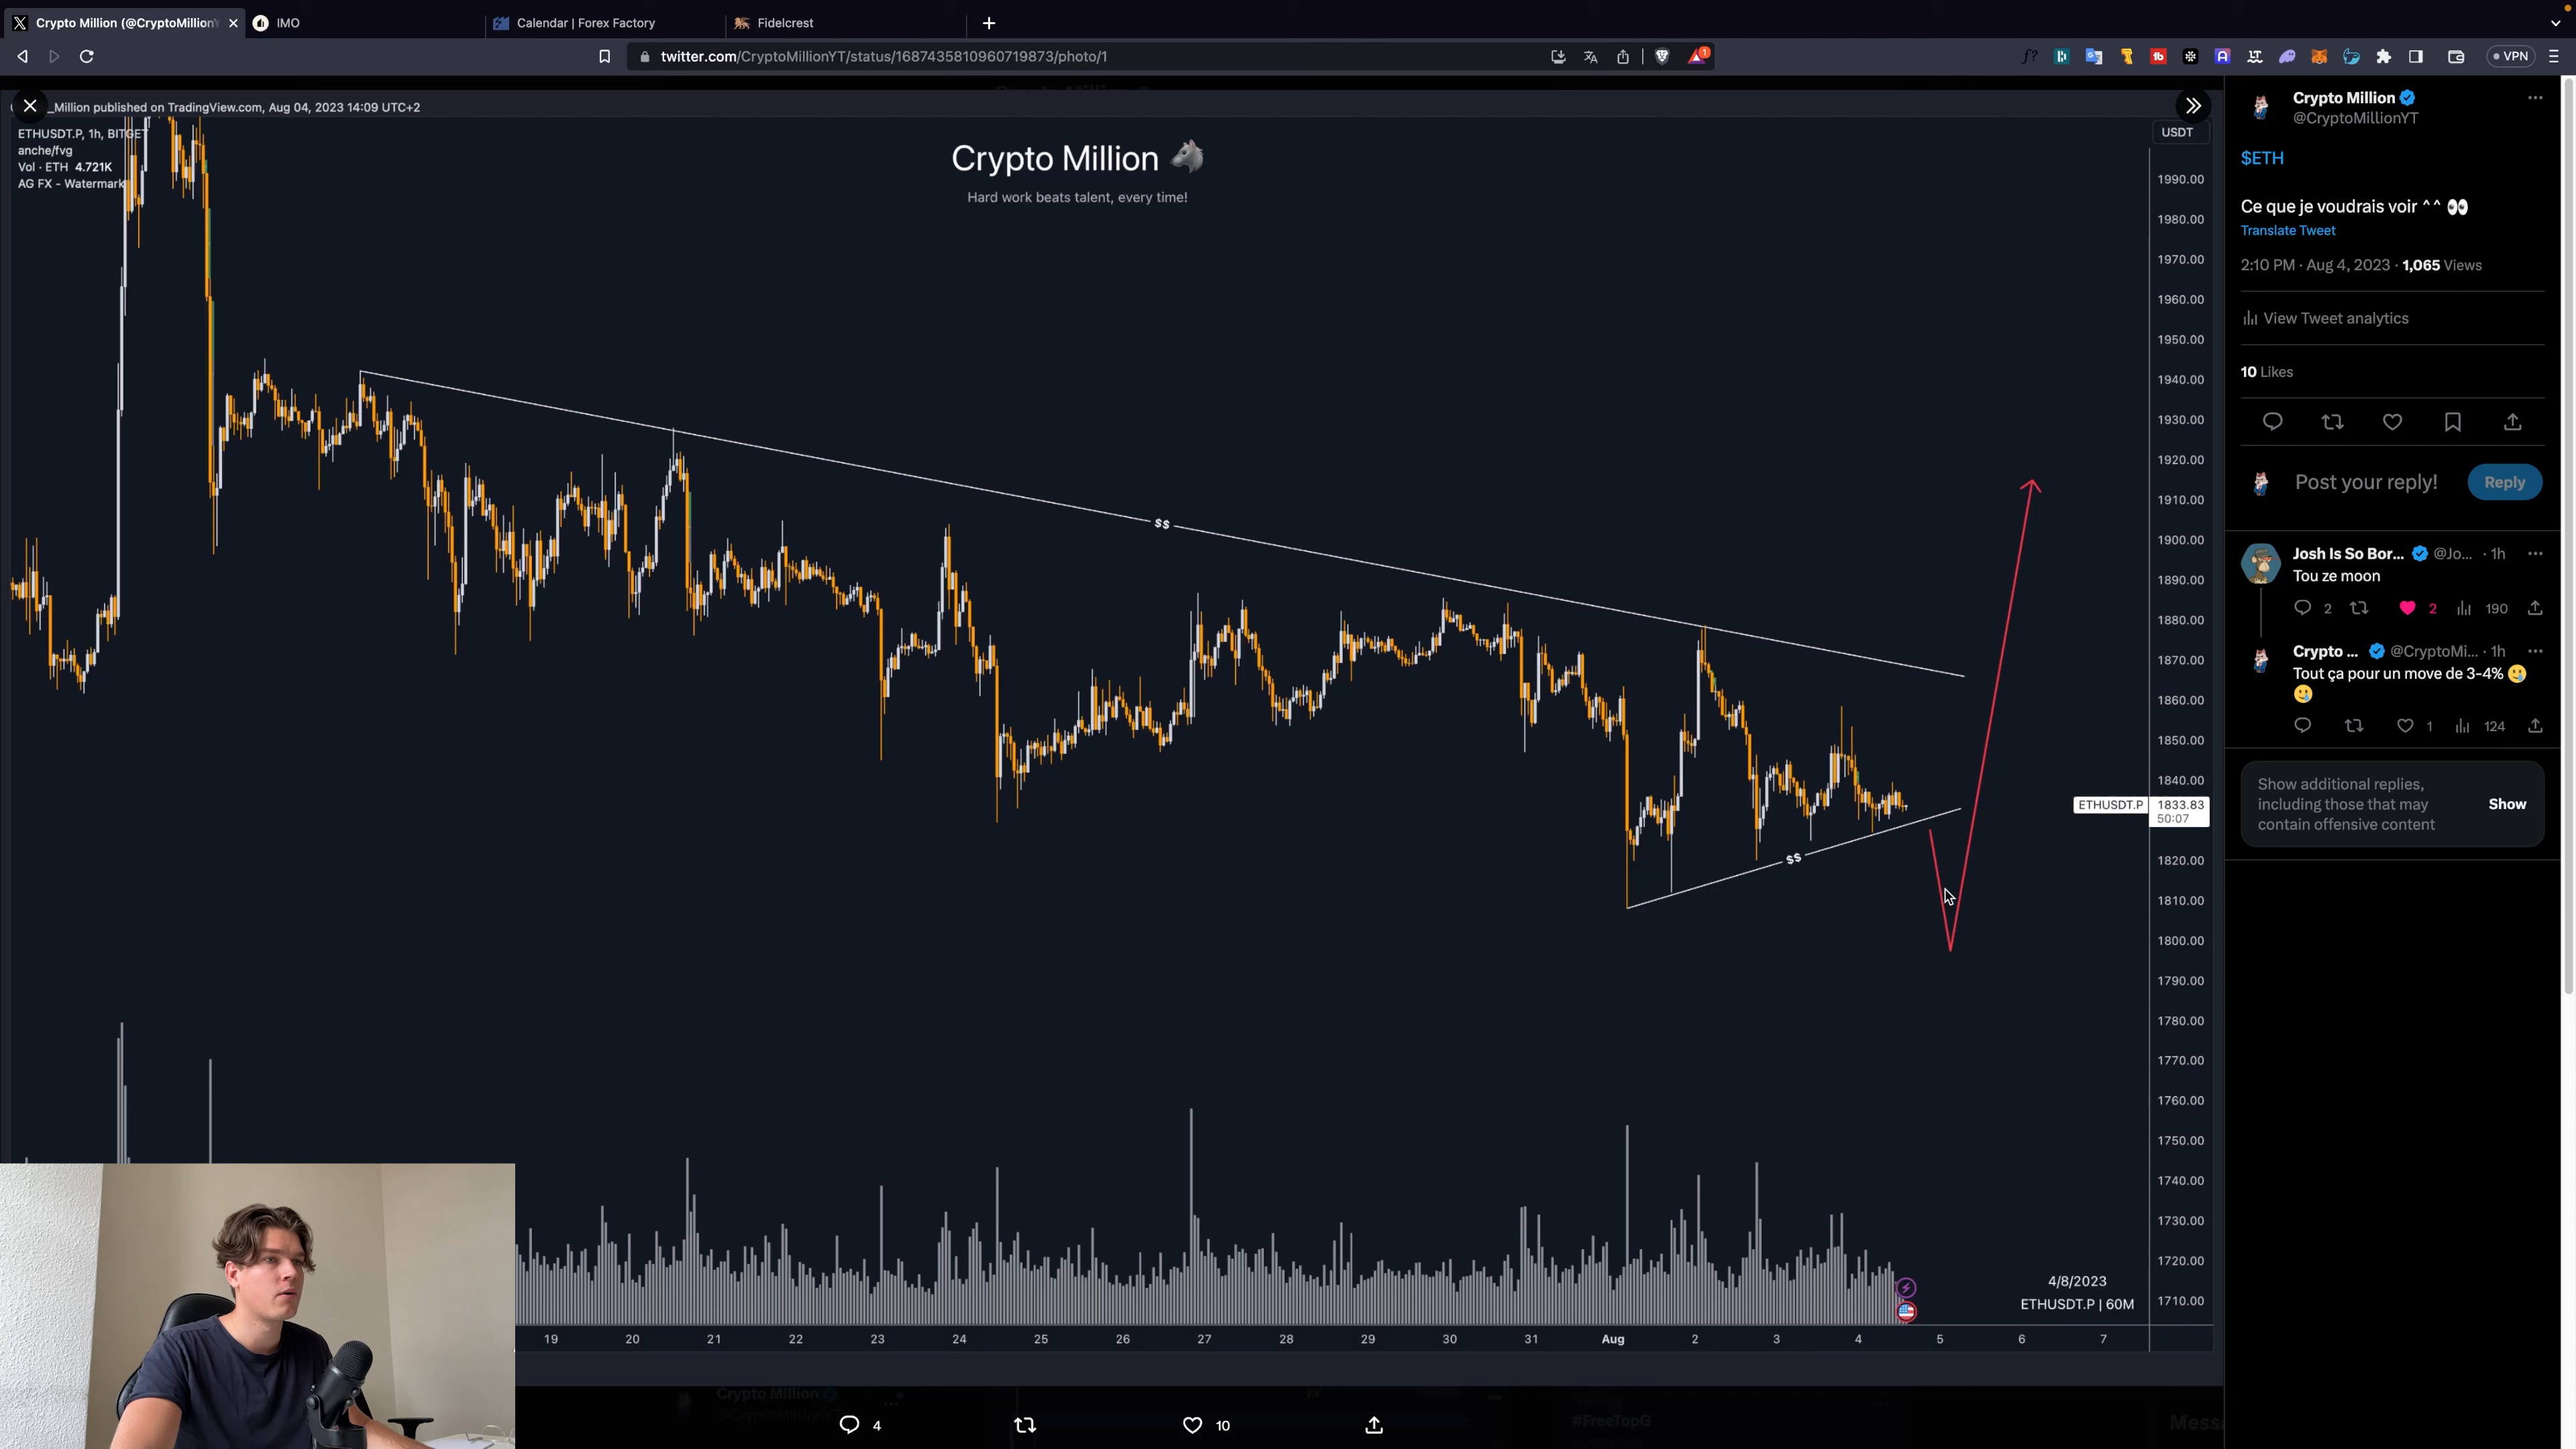 Crypto Million (@CryptoMillionY
IMO
Calendar | Forex Factory
Fidelcrest
twitter.com/CryptoMillionYT/status/1687435810960719873/photo/1
1
VPN
_Million published on TradingView.com, Aug 04, 2023 14:09 UTC+2
ETHUSDT.P, 1h, BITGET
anche/fvg
Vol · ETH 4.721K
AG FX - Watermark
Crypto Million
Hard work beats talent, every time!
$$
$$
USDT
1990.00
1980.00
1970.00
1960.00
1950.00
1940.00
1930.00
1920.00
1910.00
1900.00
1890.00
1880.00
1870.00
1860.00
1850.00
1840.00
ETHUSDT.P 1833.83
50:07
1820.00
1810.00
1800.00
1790.00
1780.00
1770.00
1760.00
1750.00
1740.00
1730.00
1720.00
1710.00
4/8/2023
ETHUSDT.P | 60M
19 20 21 22 23 24 25 26 27 28 29 30 31 Aug 2 3 4 5 6 7
Crypto Million
#FreeTopG
Messa
4 10
Crypto Million
@CryptoMillionYT
$ETH
Ce que je voudrais voir ^^ 👀
Translate Tweet
2:10 PM · Aug 4, 2023 · 1,065 Views
View Tweet analytics
10 Likes
Post your reply!
Reply
Josh Is So Bor... @Jo... · 1h
Tou ze moon
2 2 190
Crypto ... @CryptoMi... · 1h
Tout ça pour un move de 3-4% 🥲
🥲
1 124
Show additional replies,
including those that may
contain offensive content
Show